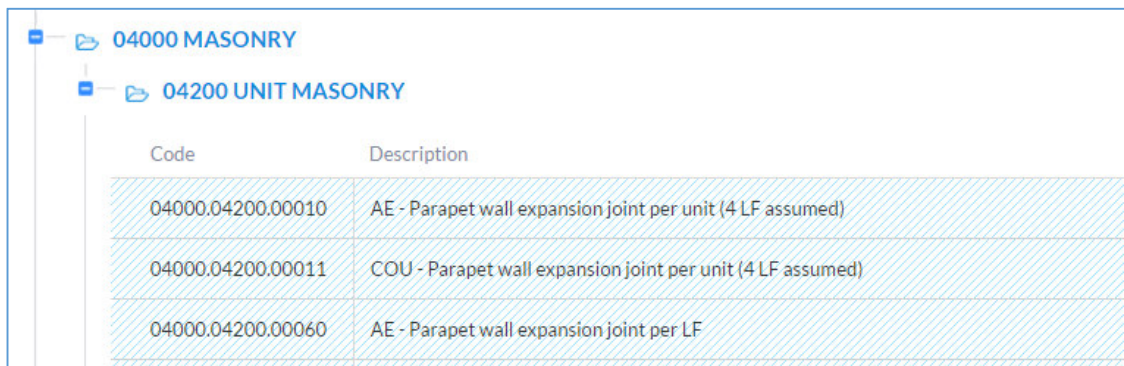 04000 MASONRY
04200 UNIT MASONRY
Code Description
04000.04200.00010 AE - Parapet wall expansion joint per unit (4 LF assumed)
04000.04200.00011 COU - Parapet wall expansion joint per unit (4 LF assumed)
04000.04200.00060 AE - Parapet wall expansion joint per LF